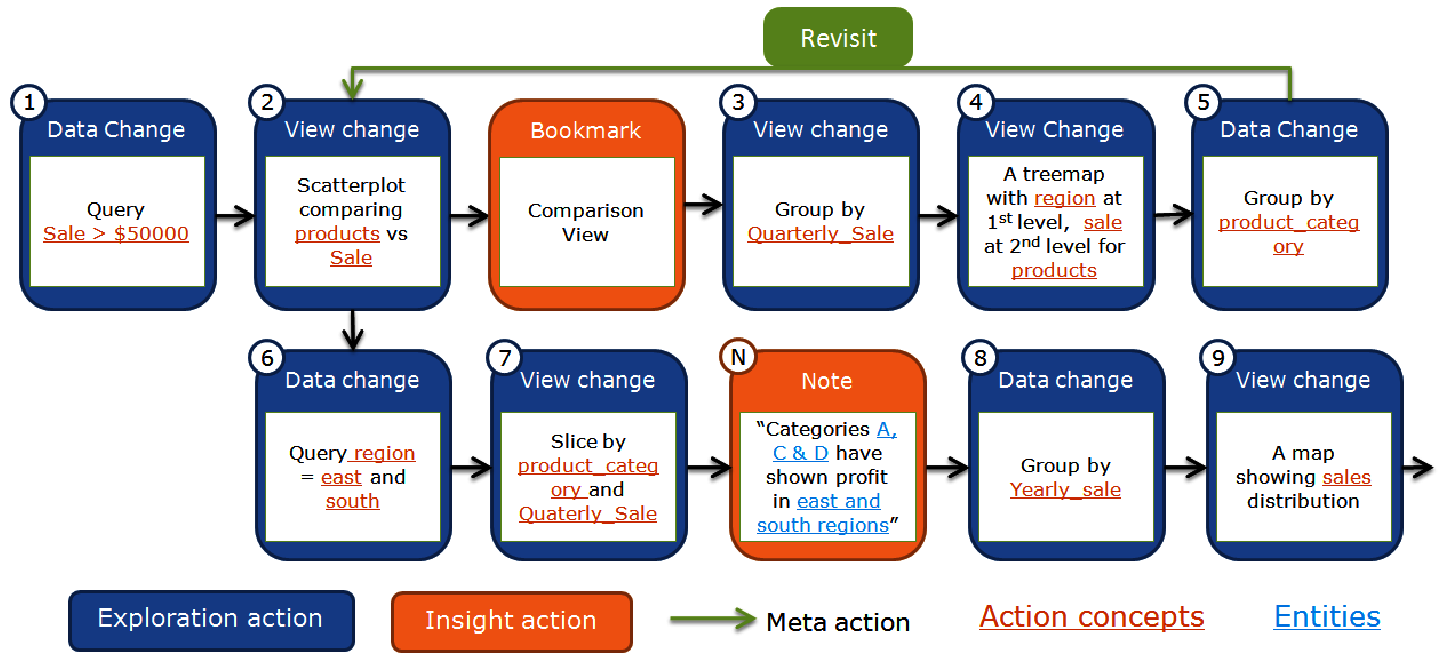 Revisit
1
Data Change
Query
Sale > $50000
2
View change
Scatterplot
comparing
products vs
Sale
Bookmark
Comparison
View
3
View change
Group by
Quarterly_Sale
4
View Change
A treemap
with region at
1st level, sale
at 2nd level for
products
5
Data Change
Group by
product_categ
ory
6
Data change
Query region
= east and
south
7
View change
Slice by
product_categ
ory and
Quaterly_Sale
N
Note
“Categories A,
C & D have
shown profit
in east and
south regions”
8
Data change
Group by
Yearly_sale
9
View change
A map
showing sales
distribution
Exploration action
Insight action
Meta action
Action concepts
Entities